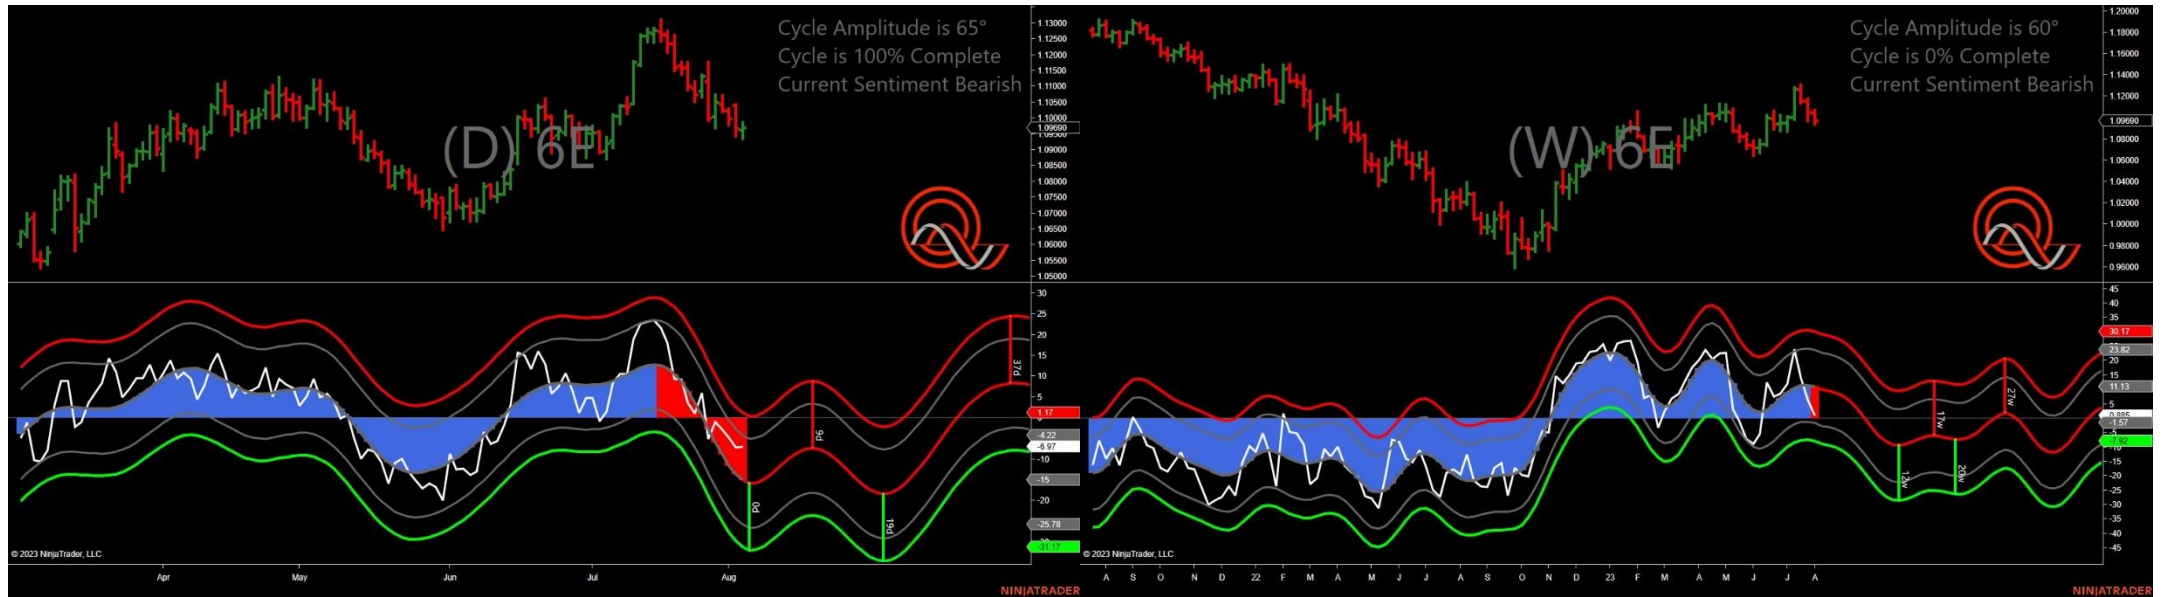 Cycle Amplitude is 65°
Cycle is 100% Complete
Current Sentiment Bearish
(D) 6E
1.13000
1.12500
1.12000
1.11500
1.11000
1.10500
1.10000
1.09690
1.09500
1.09000
1.08500
1.08000
1.07500
1.07000
1.06500
1.06000
1.05500
1.05000
30
25
20
15
10
5
1.17
-4.22
-6.97
-10
-15
-20
-25.78
-31.17
9d
37d
0d
19d
© 2023 NinjaTrader, LLC
Apr May Jun Jul Aug
NINJATRADER
Cycle Amplitude is 60°
Cycle is 0% Complete
Current Sentiment Bearish
(W) 6E
1.20000
1.18000
1.16000
1.14000
1.12000
1.09690
1.08000
1.06000
1.04000
1.02000
1.00000
0.98000
0.96000
45
40
35
30.17
23.82
20
15
11.13
5
0.885
-1.57
-7.92
-10
-15
-20
-25
-30
-35
-40
-45
17w
27w
12w
20w
© 2023 NinjaTrader, LLC
A S O N D 22 F M A M J J A S O N D 23 F M A M J J A
NINJATRADER